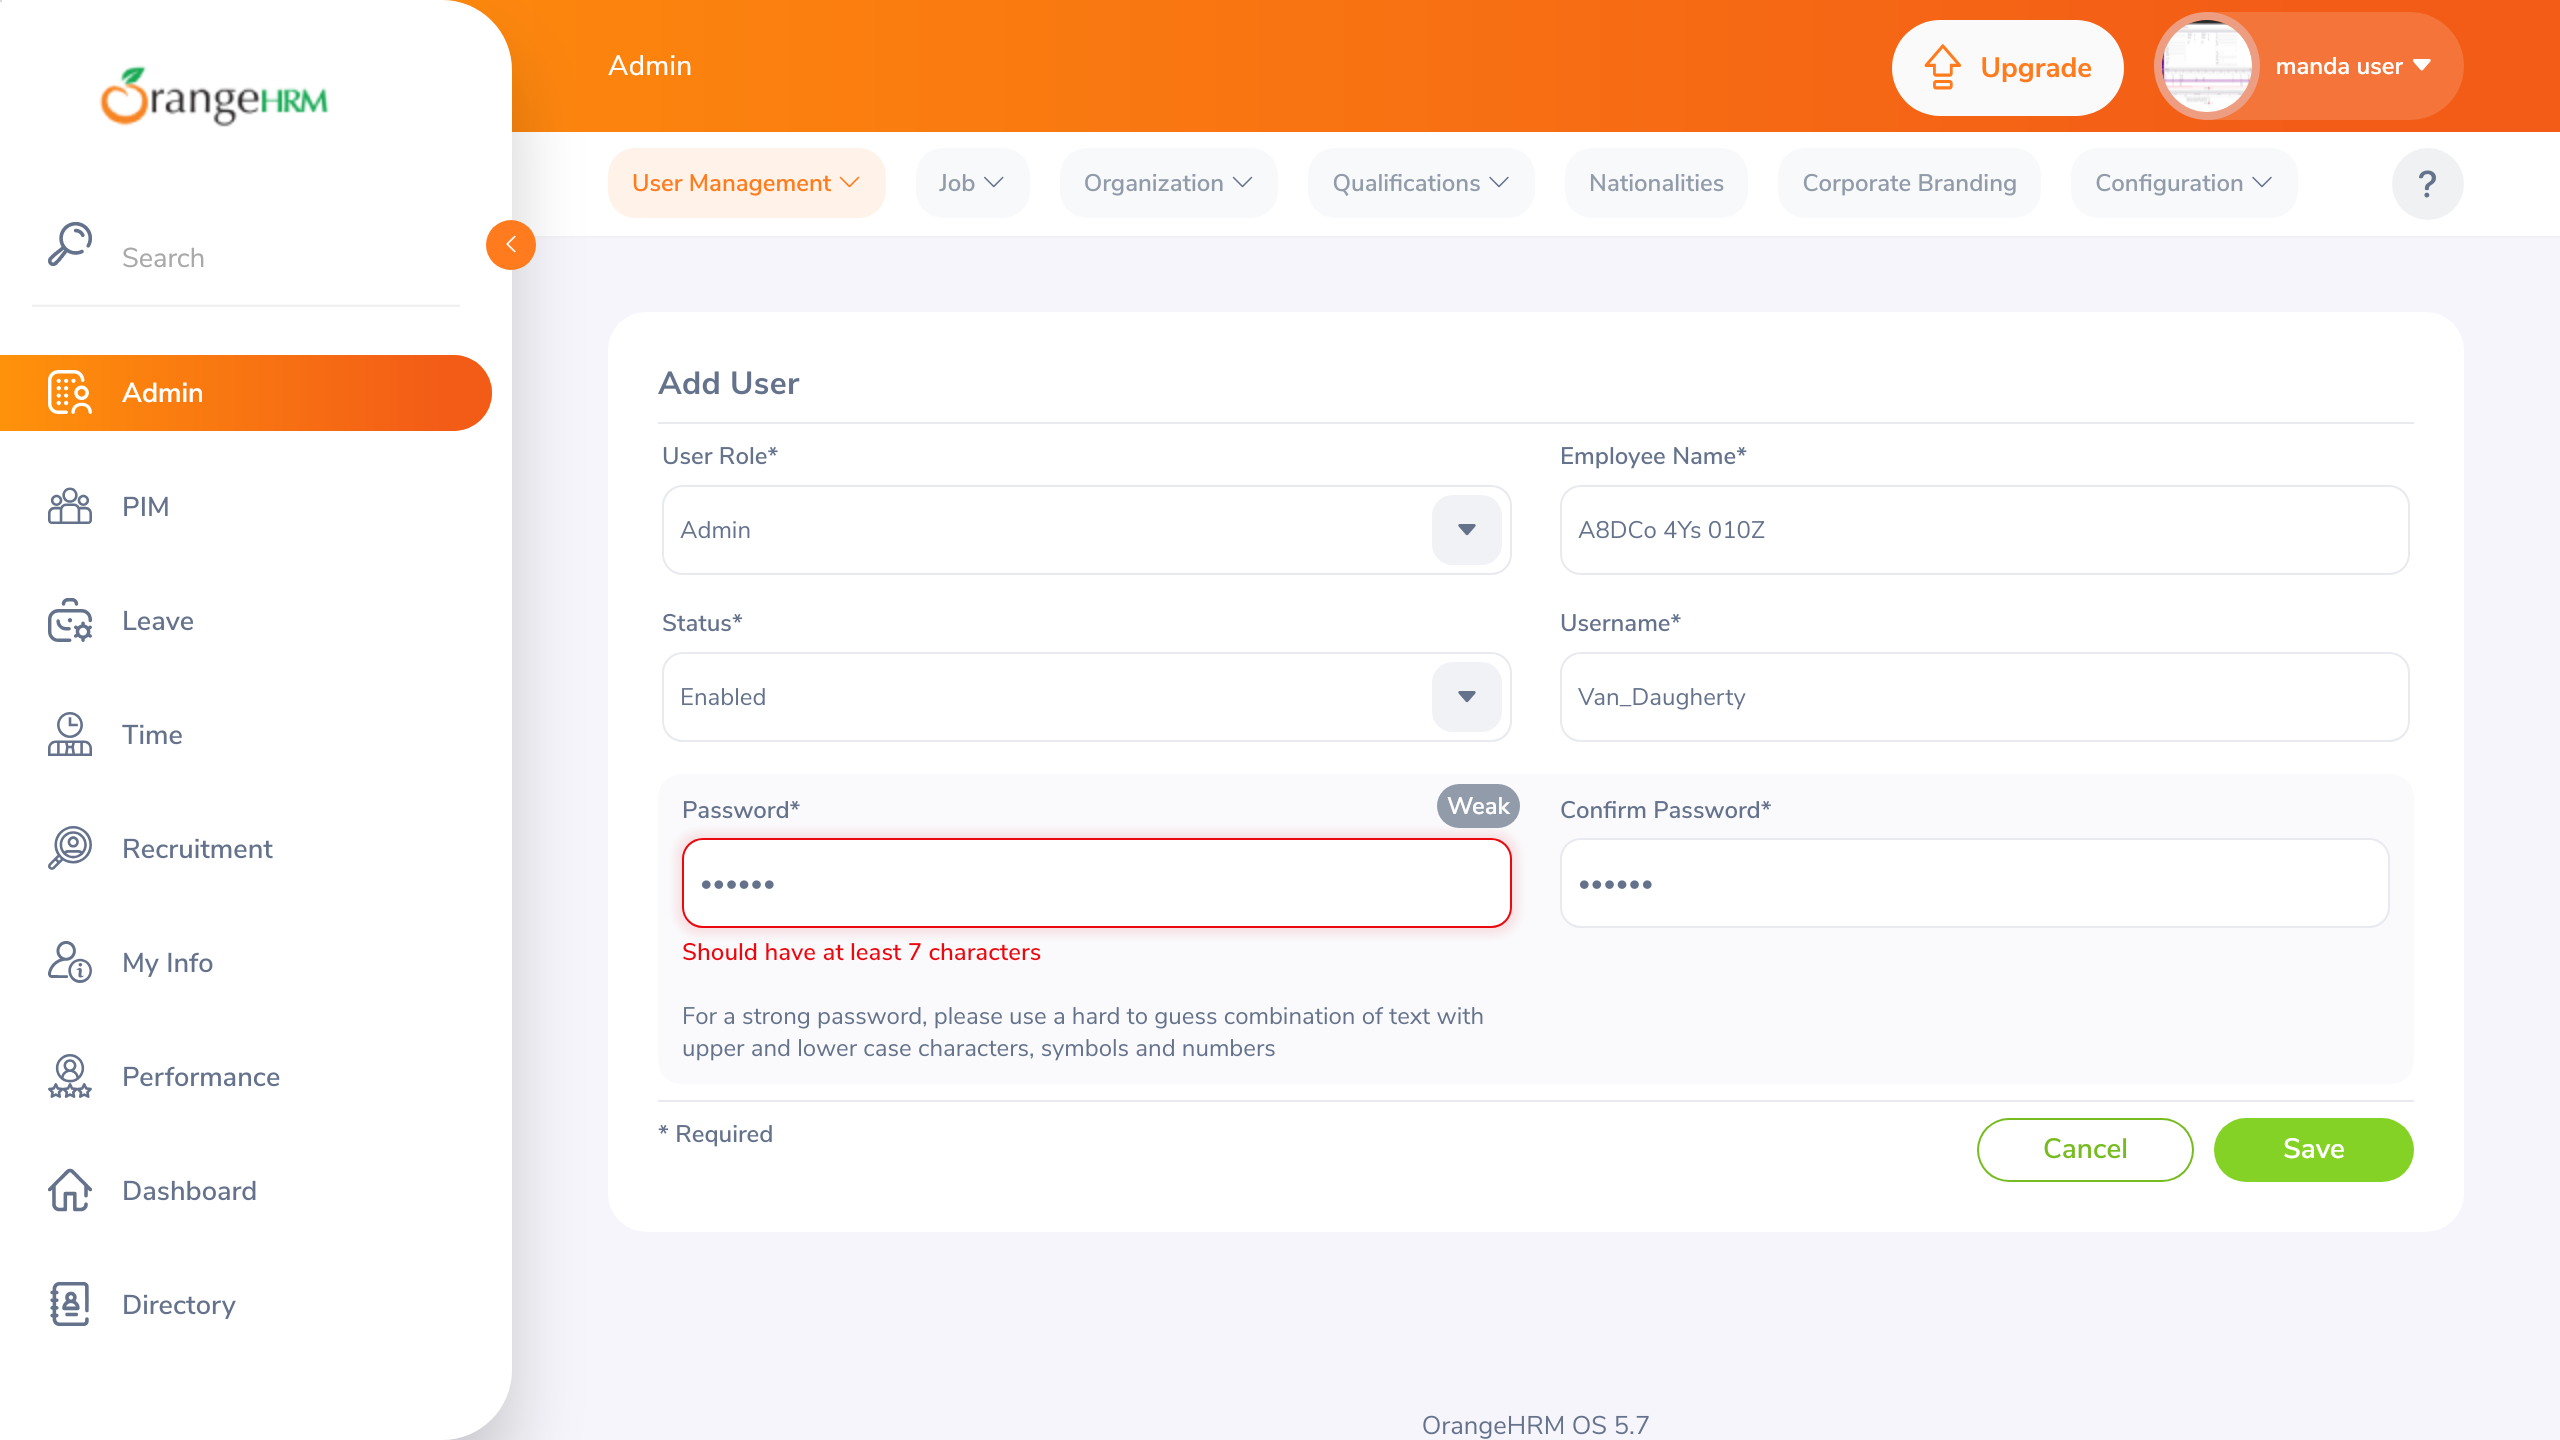 OrangeHRM
Search
Admin
PIM
Leave
Time
Recruitment
My Info
Performance
Dashboard
Directory
Admin
Upgrade
manda user
User Management
Job
Organization
Qualifications
Nationalities
Corporate Branding
Configuration
?
Add User
User Role*
Admin
Employee Name*
A8DCo 4Ys 010Z
Status*
Enabled
Username*
Van_Daugherty
Password*
Weak
••••••
Should have at least 7 characters
For a strong password, please use a hard to guess combination of text with
upper and lower case characters, symbols and numbers
Confirm Password*
••••••
* Required
Cancel
Save
OrangeHRM OS 5.7